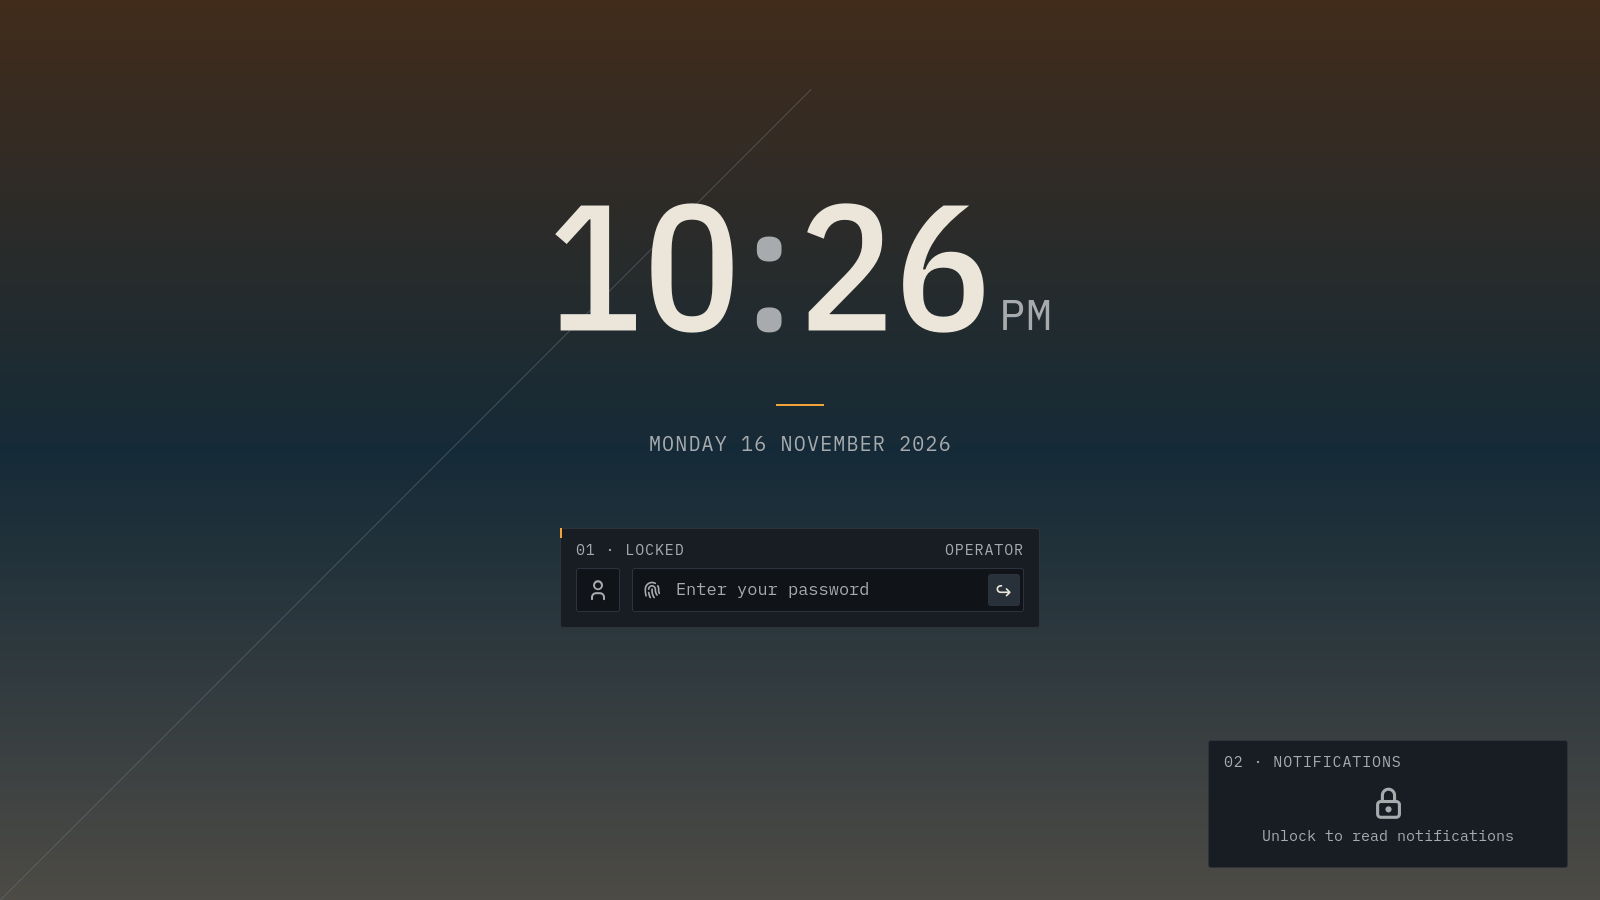 10:26 PM
MONDAY 16 NOVEMBER 2026
01 · LOCKED OPERATOR
Enter your password
02 · NOTIFICATIONS
Unlock to read notifications